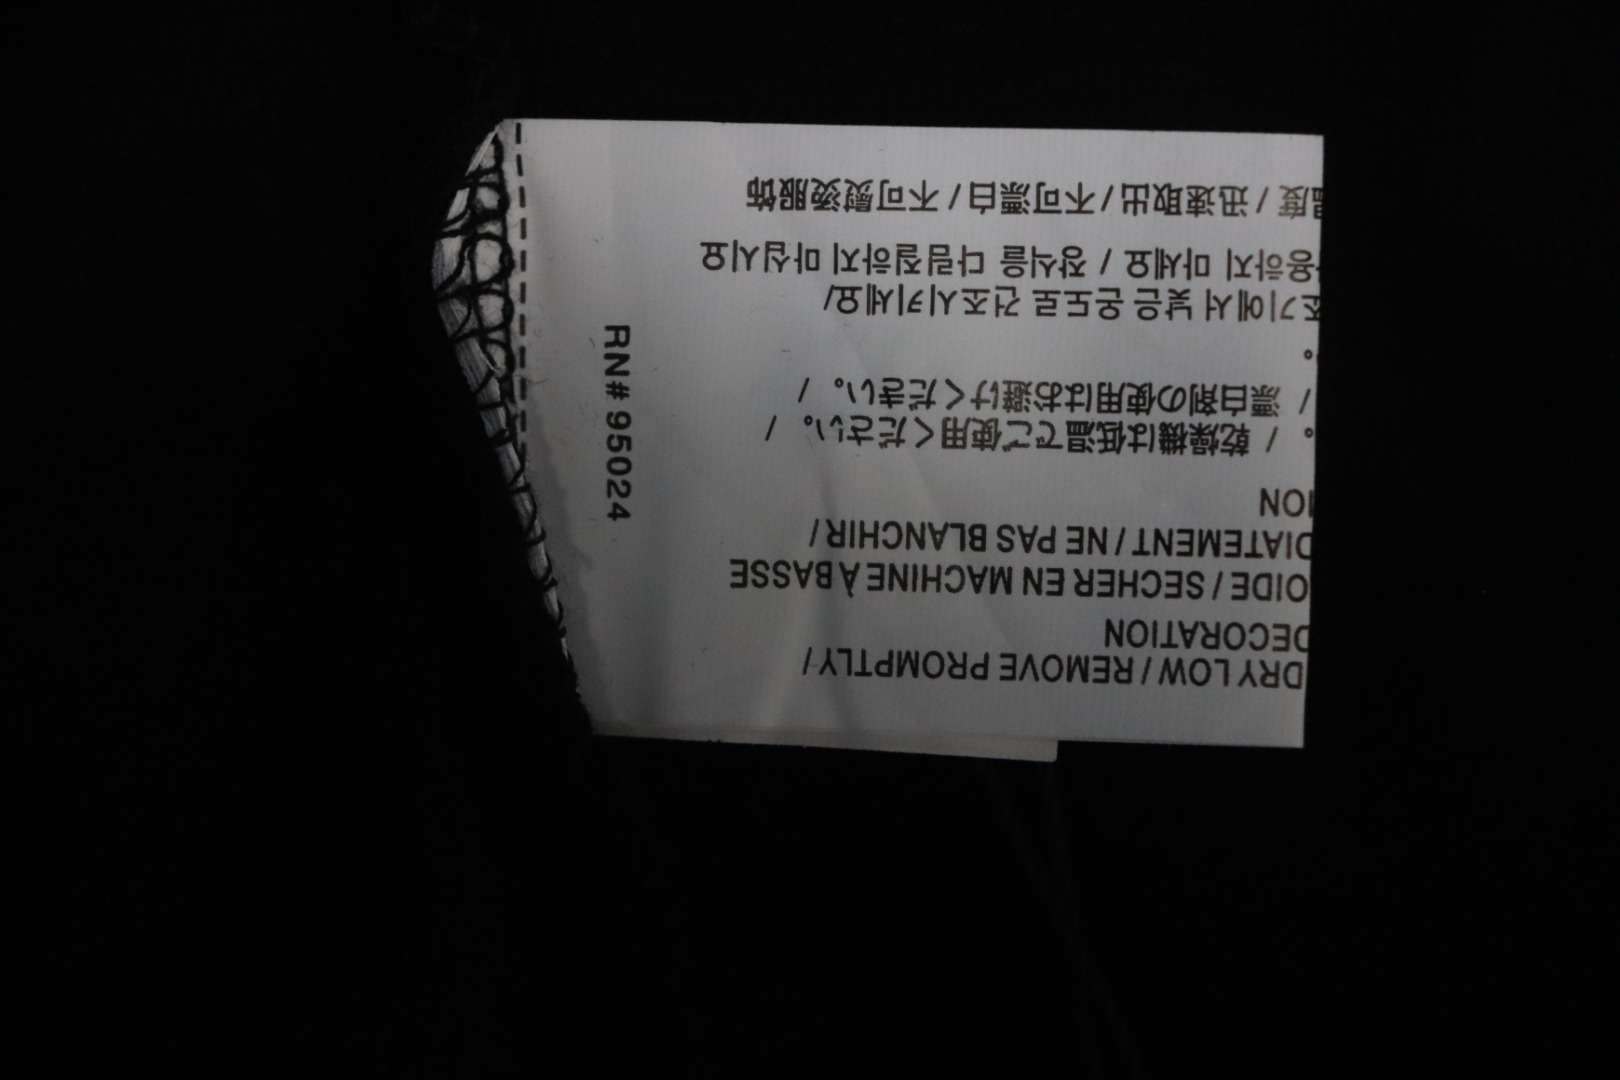 DRY LOW / REMOVE PROMPTLY /
DECORATION
OIDE / SECHER EN MACHINE À BASSE
DIATEMENT / NE PAS BLANCHIR /
ION
。 / 乾燥機は低温でご使用ください。 /
/ 漂白剤の使用はお避けください。 /
。
조기에서 낮은 온도로 건조시키세요/
용하지 마세요 / 장식을 다림질하지 마십시오
温度 / 迅速取出 / 不可漂白 / 不可熨烫服饰
RN# 95024